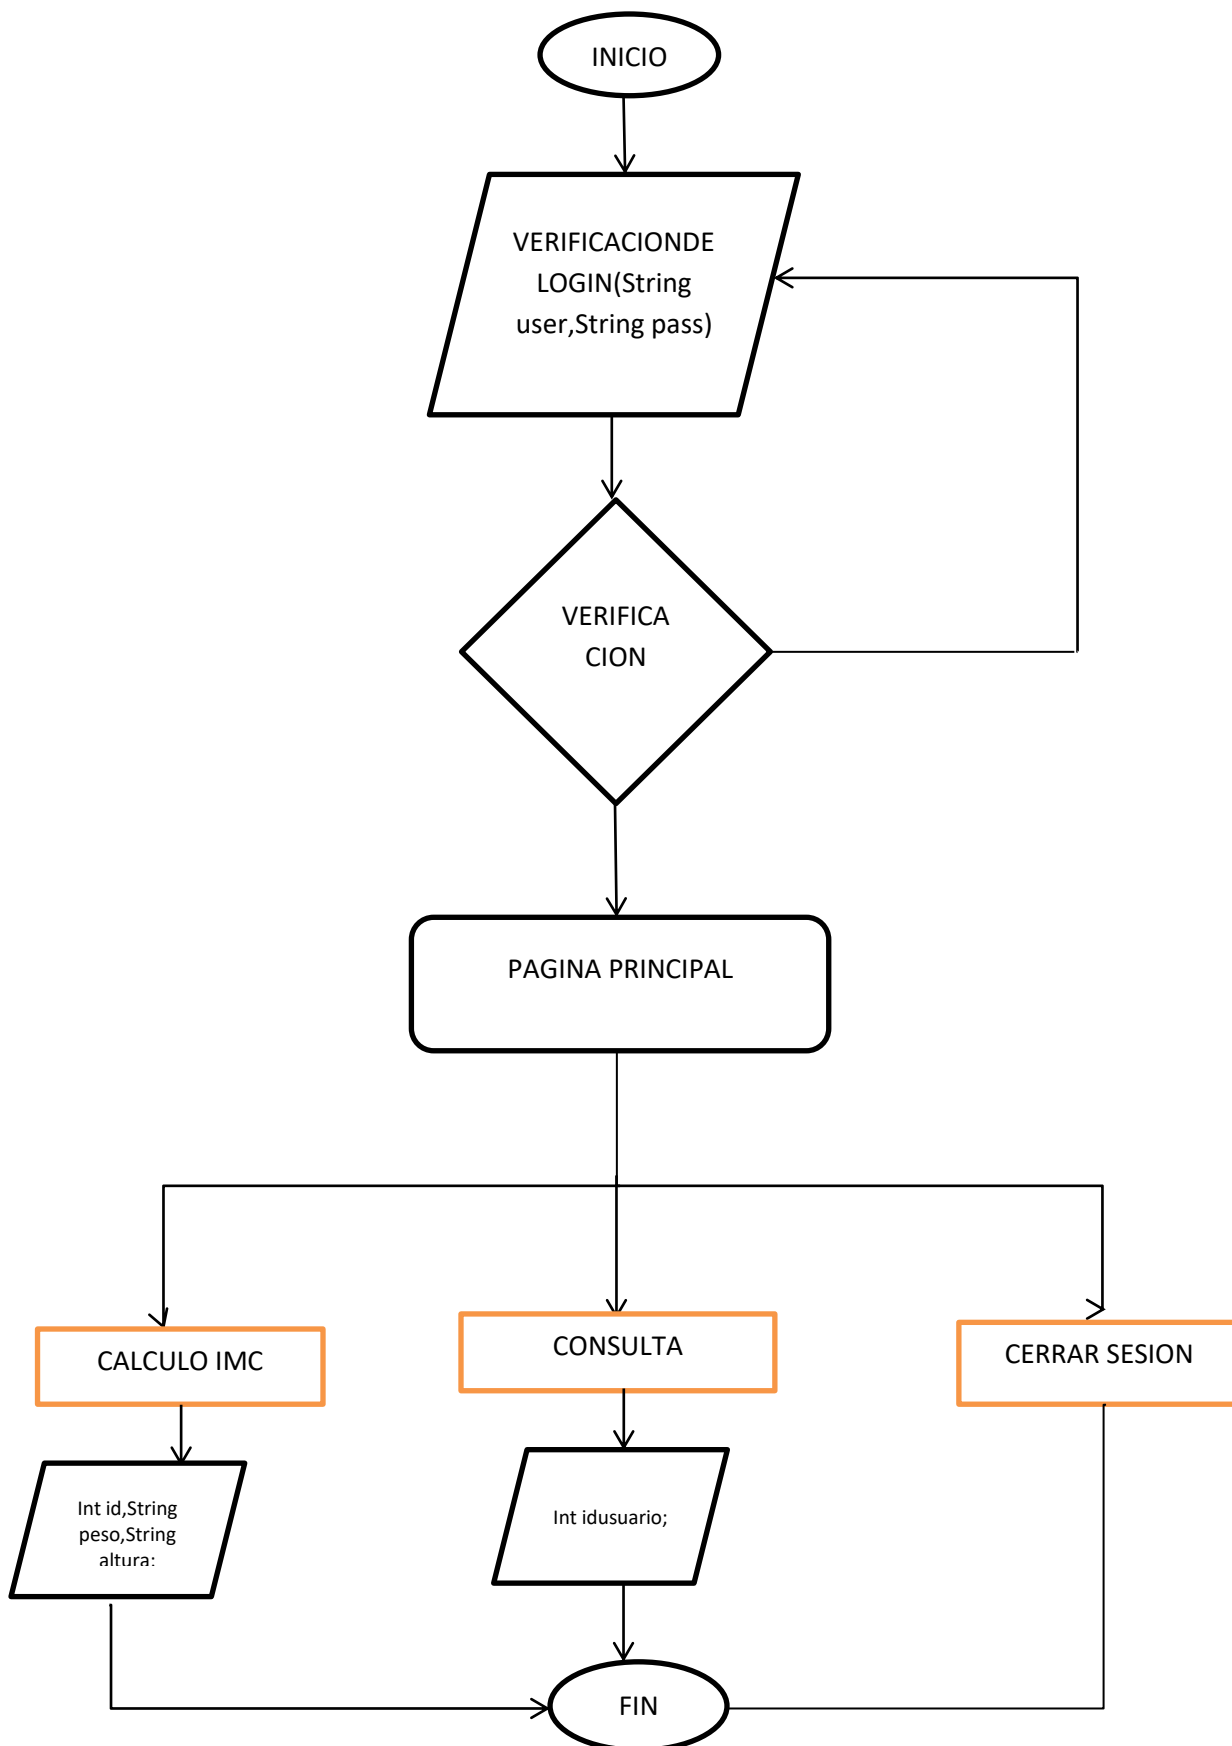 INICIO
VERIFICACIONDE
LOGIN(String
user,String pass)
VERIFICA
CION
PAGINA PRINCIPAL
CALCULO IMC
CONSULTA
CERRAR SESION
Int id,String
peso,String
altura;
Int idusuario;
FIN